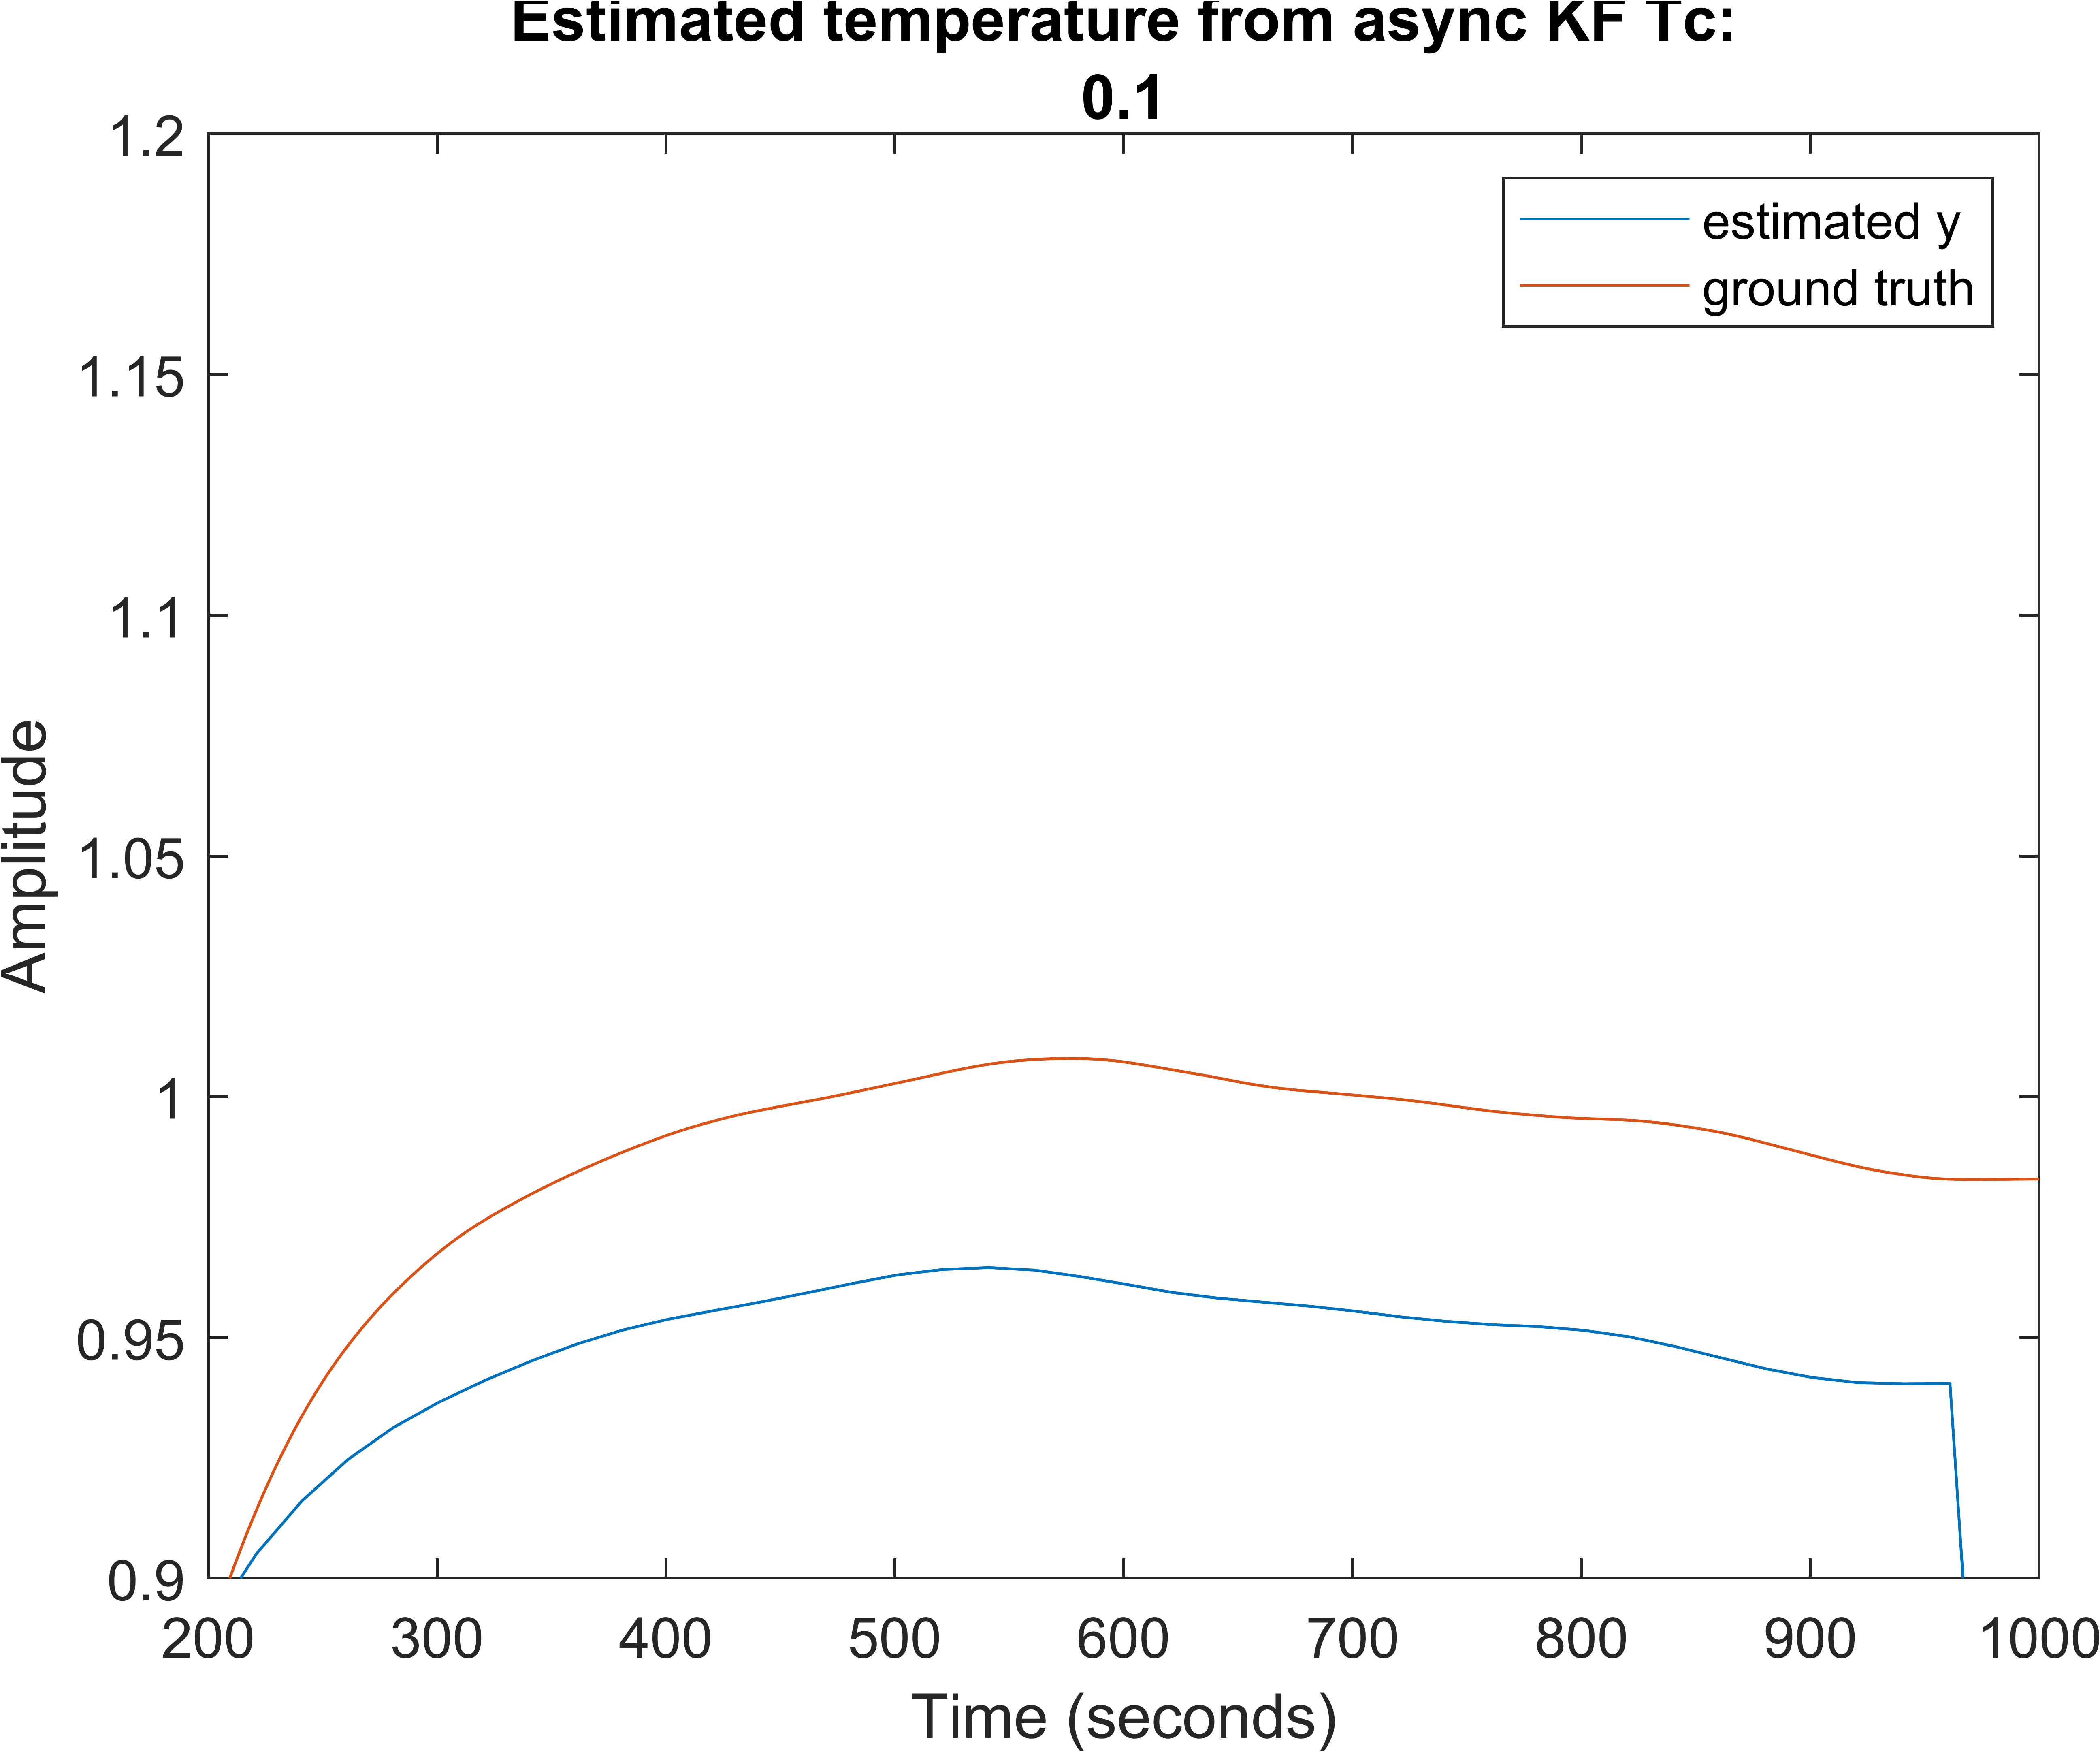 Estimated temperature from async KF Tc:
0.1
estimated y
ground truth
1.2
1.15
1.1
1.05
1
0.95
0.9
Amplitude
200 300 400 500 600 700 800 900 1000
Time (seconds)